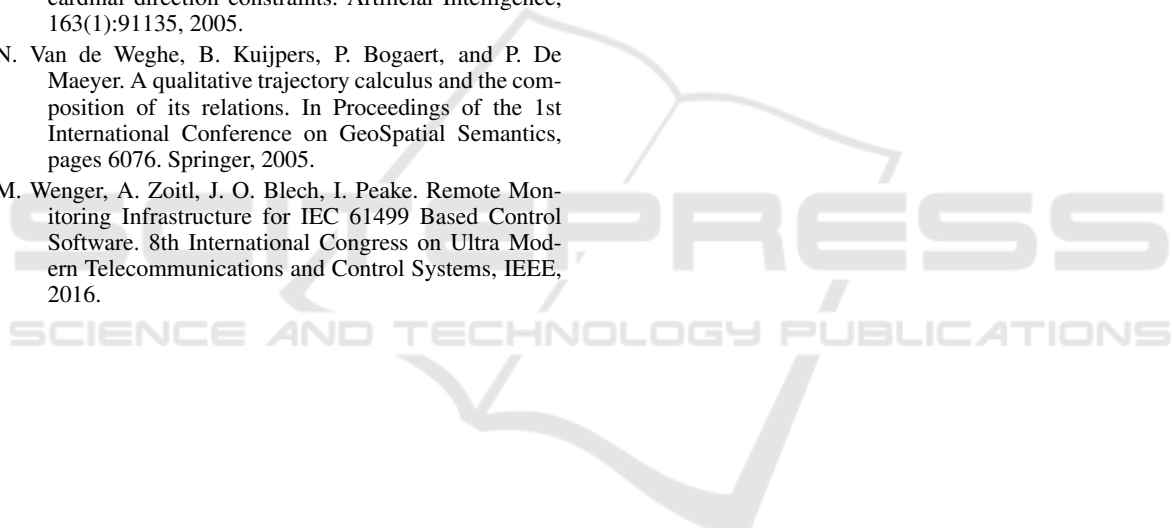 cardinal direction constraints. Artificial Intelligence,
163(1):91135, 2005.
N. Van de Weghe, B. Kuijpers, P. Bogaert, and P. De
Maeyer. A qualitative trajectory calculus and the com-
position of its relations. In Proceedings of the 1st
International Conference on GeoSpatial Semantics,
pages 6076. Springer, 2005.
M. Wenger, A. Zoitl, J. O. Blech, I. Peake. Remote Mon-
itoring Infrastructure for IEC 61499 Based Control
Software. 8th International Congress on Ultra Mod-
ern Telecommunications and Control Systems, IEEE,
2016.
SCITEPRESS
SCIENCE AND TECHNOLOGY PUBLICATIONS